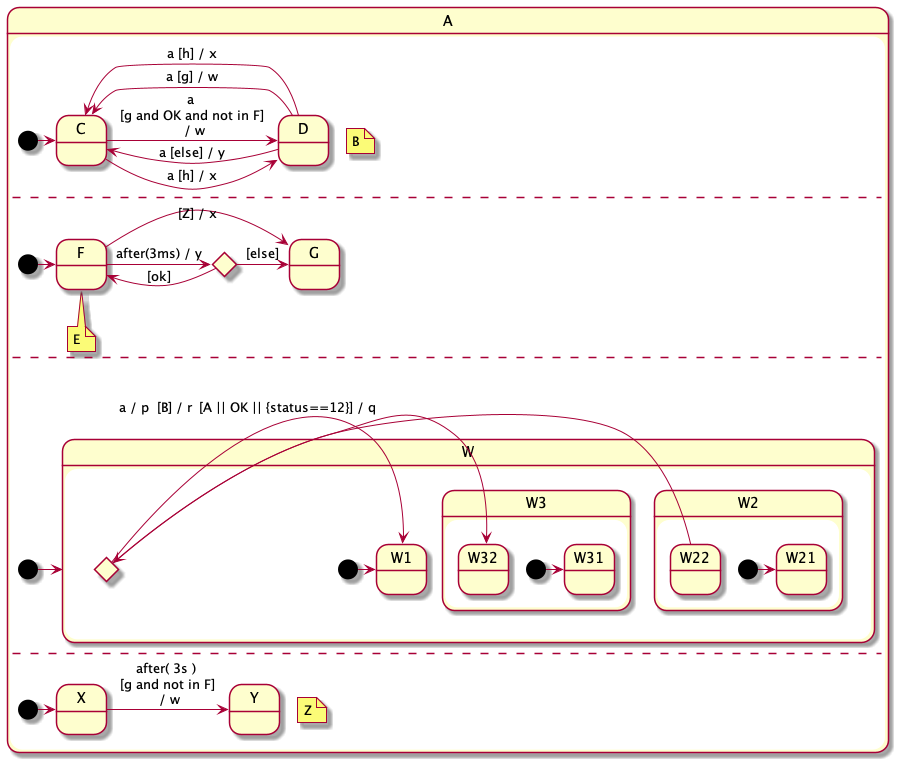 A
a [h] / x
a [g] / w
a
[g and OK and not in F]
/ w
C
D
B
a [else] / y
a [h] / x
[Z] / x
F
after(3ms) / y
[else]
G
[ok]
E
a / p [B] / r [A || OK || {status==12}] / q
W
W3
W2
W1
W32
W31
W22
W21
after( 3s )
[g and not in F]
/ w
X
Y
Z